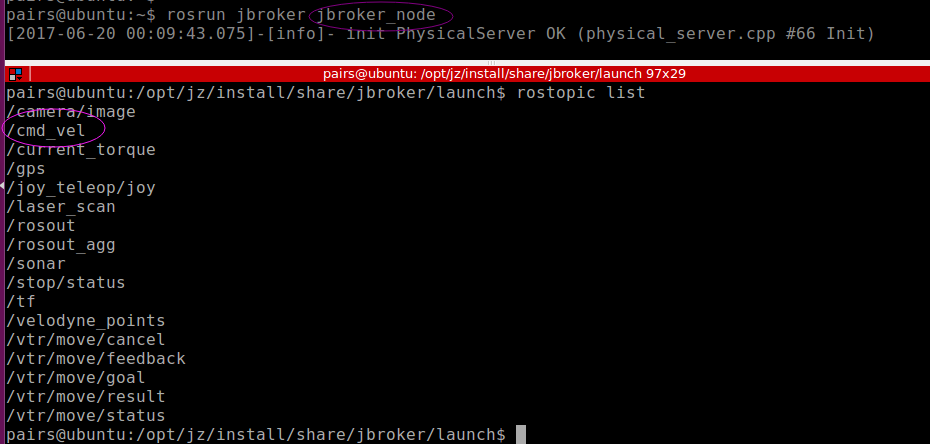 pairs@ubuntu:~$ rosrun jbroker jbroker_node
[2017-06-20 00:09:43.075]-[info]- init PhysicalServer OK (physical_server.cpp #66 Init)
pairs@ubuntu: /opt/jz/install/share/jbroker/launch 97x29
pairs@ubuntu:/opt/jz/install/share/jbroker/launch$ rostopic list
/camera/image
/cmd_vel
/current_torque
/gps
/joy_teleop/joy
/laser_scan
/rosout
/rosout_agg
/sonar
/stop/status
/tf
/velodyne_points
/vtr/move/cancel
/vtr/move/feedback
/vtr/move/goal
/vtr/move/result
/vtr/move/status
pairs@ubuntu:/opt/jz/install/share/jbroker/launch$